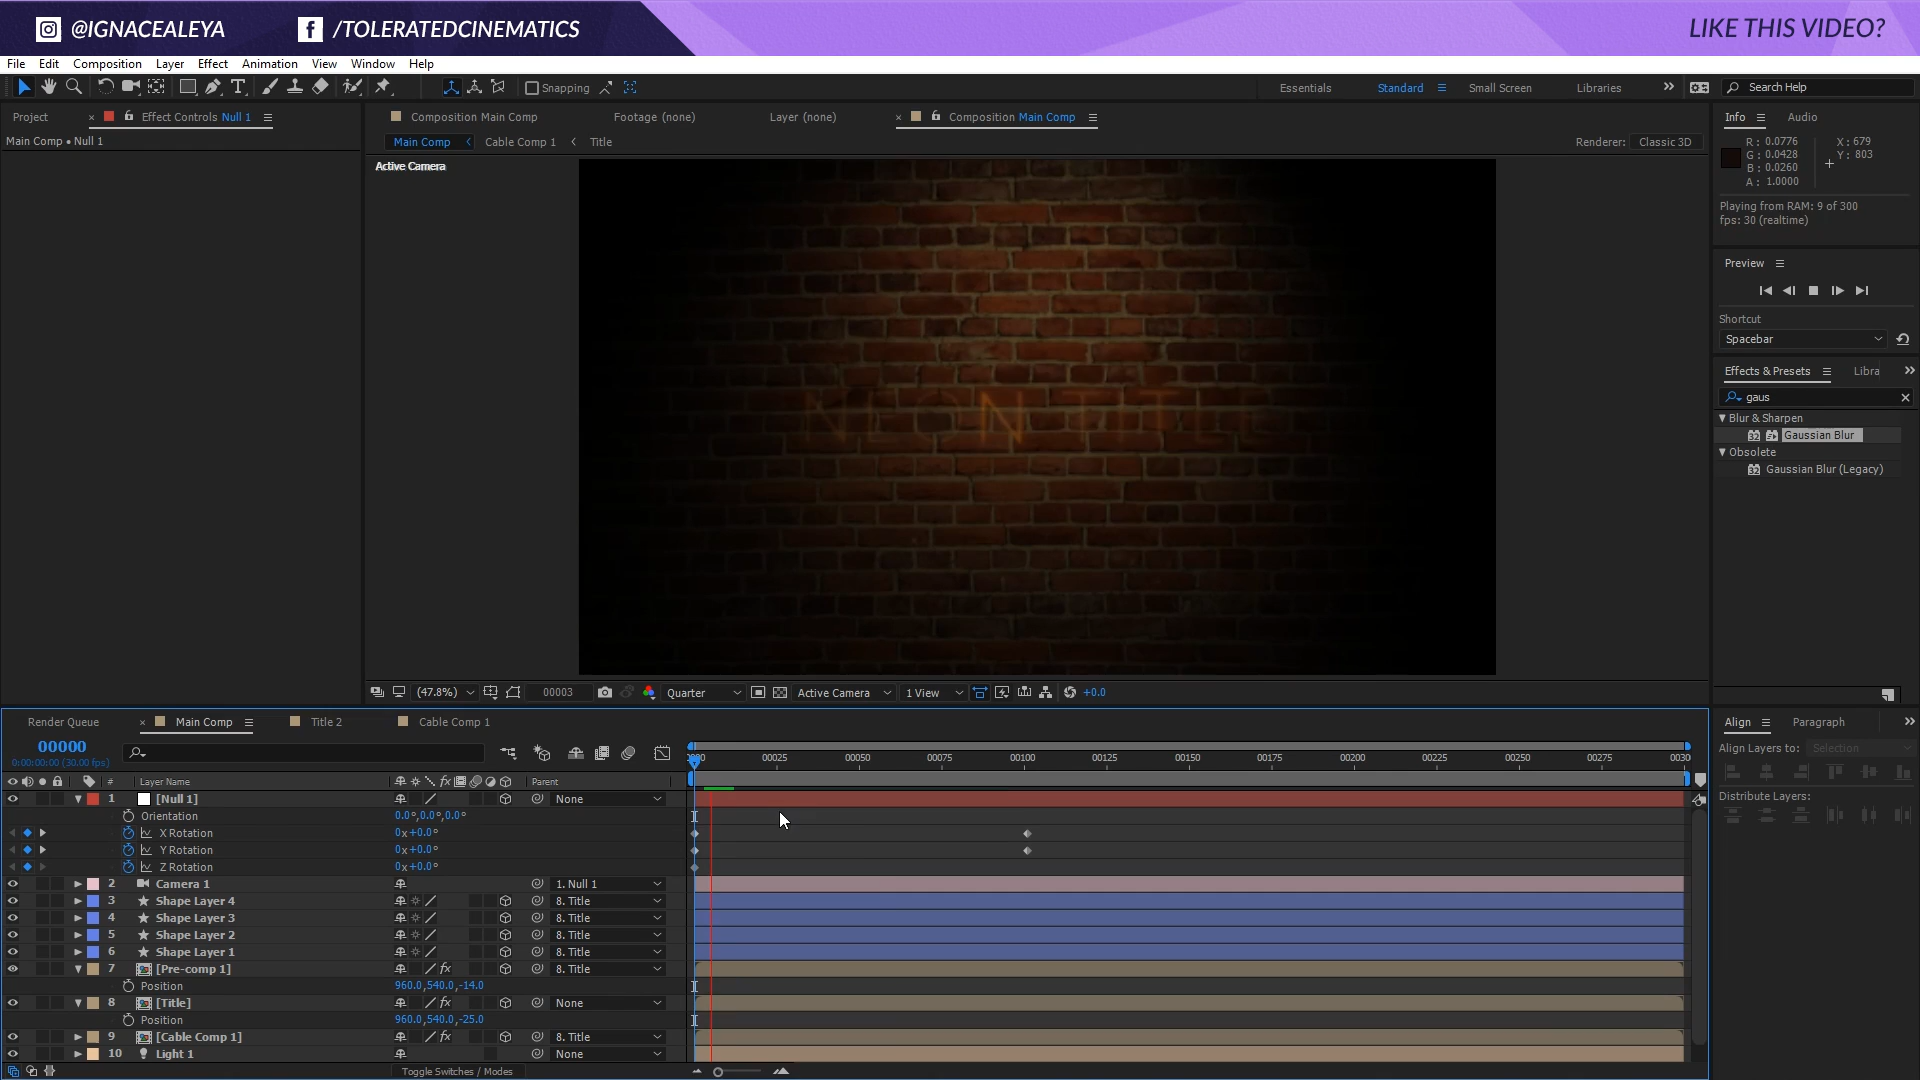 @IGNACEALEYA
/TOLERATEDCINEMATICS
LIKE THIS VIDEO?
File Edit Composition Layer Effect Animation View Window Help
Snapping
Essentials Standard Small Screen Libraries
Search Help
Project
Effect Controls Null 1
Composition Main Comp
Footage (none)
Layer (none)
Composition Main Comp
Info Audio
Main Comp • Null 1
Main Comp Cable Comp 1 Title
Renderer: Classic 3D
Active Camera
R: 0.0776
G: 0.0428
B: 0.0260
A: 1.0000
X: 679
Y: 803
Playing from RAM: 9 of 300
fps: 30 (realtime)
Preview
Shortcut
Spacebar
Effects & Presets Libra
gaus
Blur & Sharpen
32 Gaussian Blur
Obsolete
32 Gaussian Blur (Legacy)
NEON TITLE
(47.8%) 00003 Quarter Active Camera 1 View +0.0
Render Queue Main Comp Title 2 Cable Comp 1
Align Paragraph
00000
0:00:00:00 (30.00 fps)
Align Layers to: Selection
Distribute Layers:
00025 00050 00075 00100 00125 00150 00175 00200 00225 00250 00275
# Layer Name fx Parent
1 [Null 1] None
Orientation 0.0°,0.0°,0.0°
X Rotation 0x+0.0°
Y Rotation 0x+0.0°
Z Rotation 0x+0.0°
2 Camera 1 1. Null 1
3 Shape Layer 4 8. Title
4 Shape Layer 3 8. Title
5 Shape Layer 2 8. Title
6 Shape Layer 1 8. Title
7 [Pre-comp 1] fx 8. Title
Position 960.0,540.0,-14.0
8 [Title] fx None
Position 960.0,540.0,-25.0
9 [Cable Comp 1] fx 8. Title
10 Light 1 None
Toggle Switches / Modes